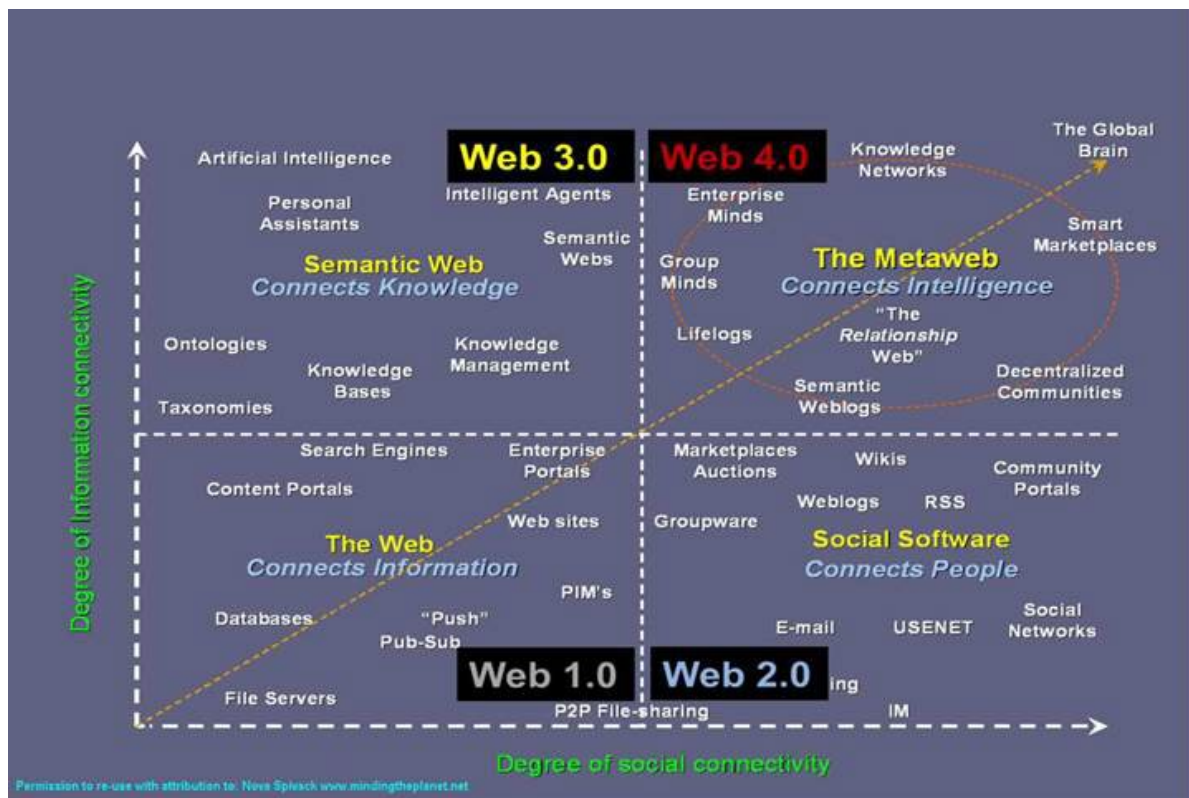 The Global
Brain
Artificial Intelligence
Web 3.0
Web 4.0
Knowledge
Networks
Intelligent Agents
Enterprise
Minds
Personal
Assistants
Smart
Marketplaces
Semantic
Webs
Semantic Web
Connects Knowledge
Group
Minds
The Metaweb
Connects Intelligence
"The
Relationship
Web"
Lifelogs
Ontologies
Knowledge
Management
Knowledge
Bases
Decentralized
Communities
Semantic
Weblogs
Taxonomies
Search Engines
Enterprise
Portals
Marketplaces
Auctions
Wikis
Community
Portals
Content Portals
Weblogs
RSS
Web sites
Groupware
The Web
Connects Information
Social Software
Connects People
PIM's
Databases
"Push"
Pub-Sub
E-mail
USENET
Social
Networks
Web 1.0
Web 2.0
ing
File Servers
P2P File-sharing
IM
Degree of Information connectivity
Degree of social connectivity
Permission to re-use with attribution to: Nova Spivack www.mindingtheplanet.net